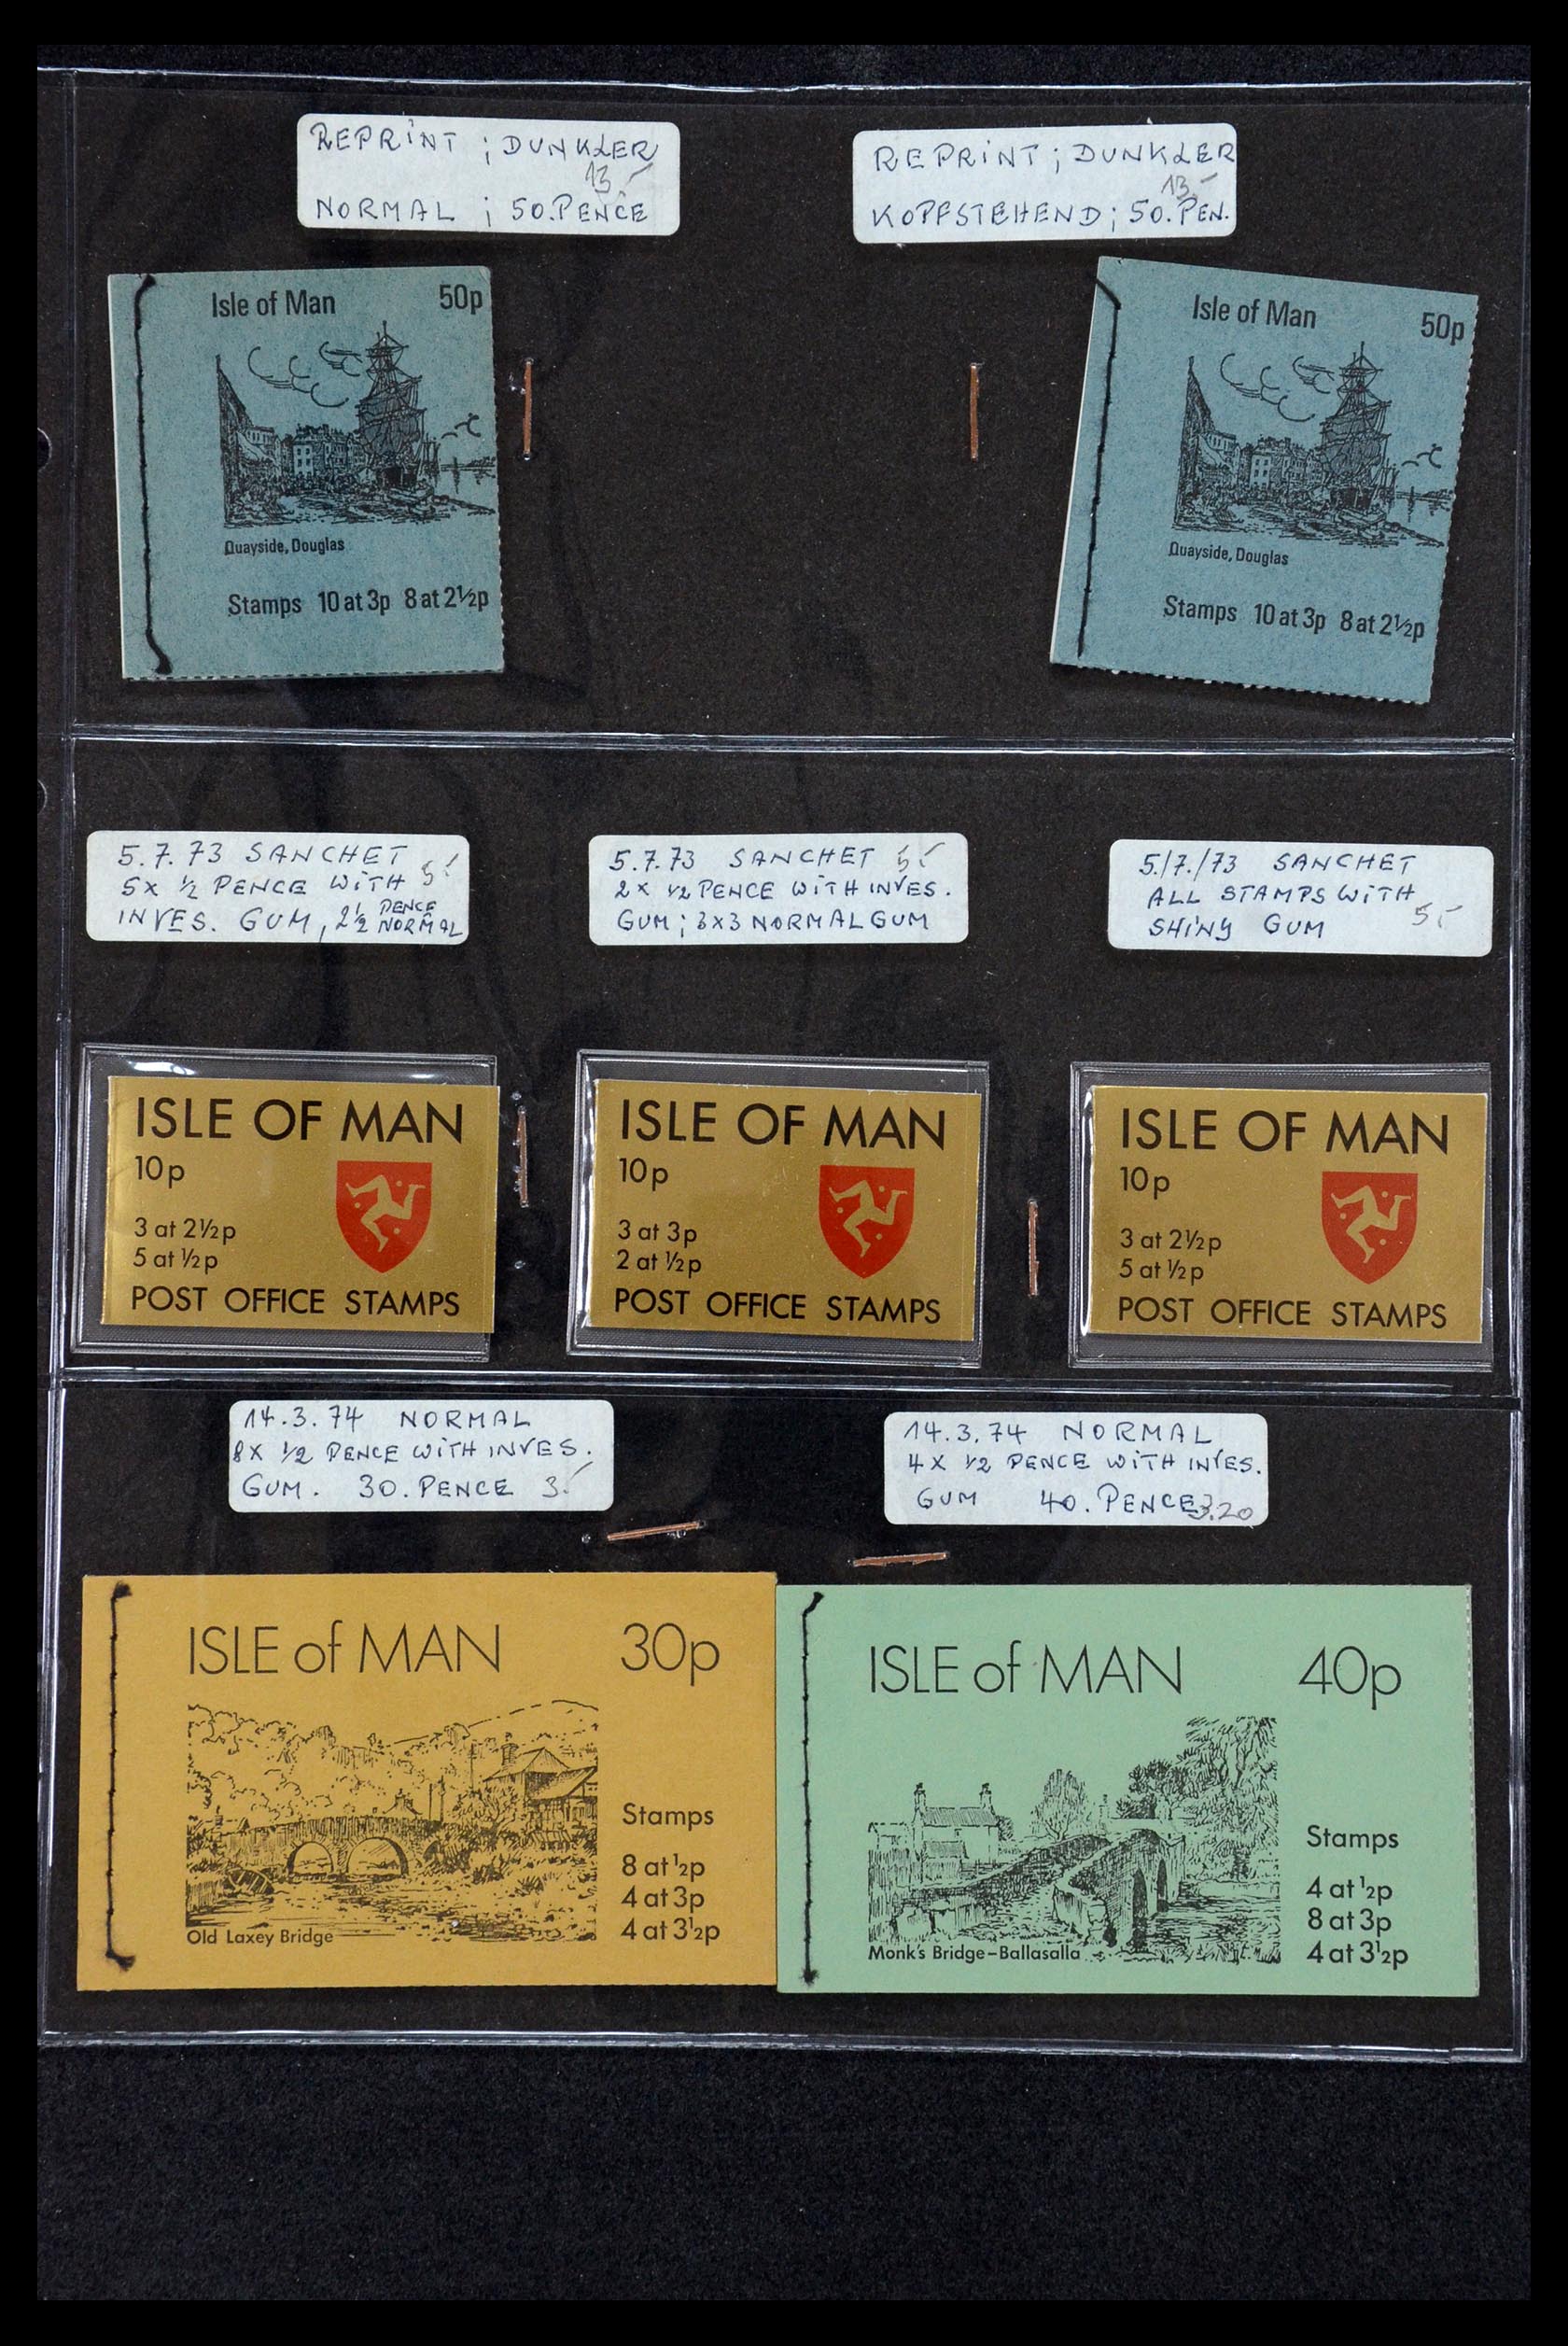 REPRINT ; DUNKLER
13.-
NORMAL ; 50.PENCE
REPRINT ; DUNKLER
13.-
KOPFSTEHEND ; 50. PEN.
Isle of Man 50p
Quayside, Douglas
Stamps 10 at 3p 8 at 2½p
Isle of Man 50p
Quayside, Douglas
Stamps 10 at 3p 8 at 2½p
5.7.73 SANCHET
5x ½ PENCE WITH 5.-
INVES. GUM, 2½ PENCE NORMAL
5.7.73 SANCHET 5.-
2x ½ PENCE WITH INVES.
GUM ; 3x3 NORMAL GUM
5./7./73 SANCHET
ALL STAMPS WITH
SHINY GUM 5.-
ISLE OF MAN
10p
3 at 2½p
5 at ½p
POST OFFICE STAMPS
ISLE OF MAN
10p
3 at 3p
2 at ½p
POST OFFICE STAMPS
ISLE OF MAN
10p
3 at 2½p
5 at ½p
POST OFFICE STAMPS
14.3.74 NORMAL
8x ½ PENCE WITH INVES.
GUM. 30. PENCE 3.-
14.3.74 NORMAL
4x ½ PENCE WITH INVES.
GUM 40. PENCE 3.20
ISLE of MAN 30p
Stamps
8 at ½p
4 at 3p
4 at 3½p
Old Laxey Bridge
ISLE of MAN 40p
Stamps
4 at ½p
8 at 3p
4 at 3½p
Monk's Bridge-Ballasalla